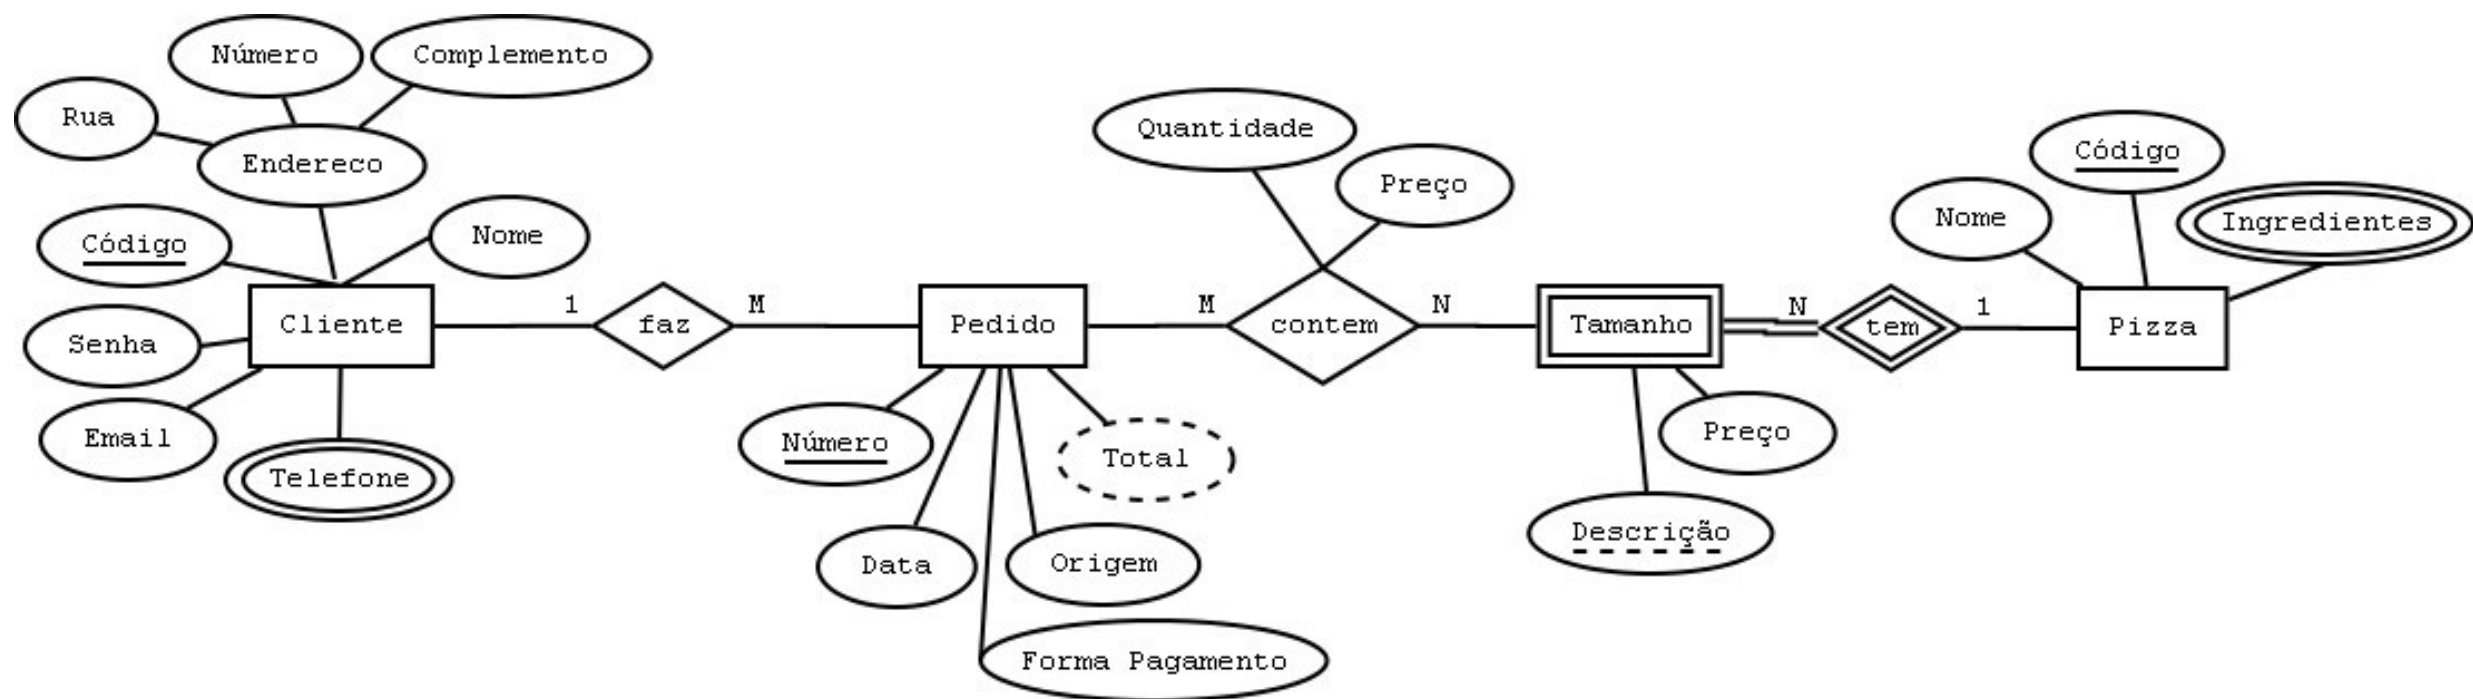 Número
Complemento
Rua
Endereco
Código
Nome
Senha
Cliente
Email
Telefone
1
faz
M
Pedido
Número
Total
Data
Origem
Forma Pagamento
Quantidade
Preço
M
contem
N
Tamanho
Preço
Descrição
N
tem
1
Nome
Código
Ingredientes
Pizza